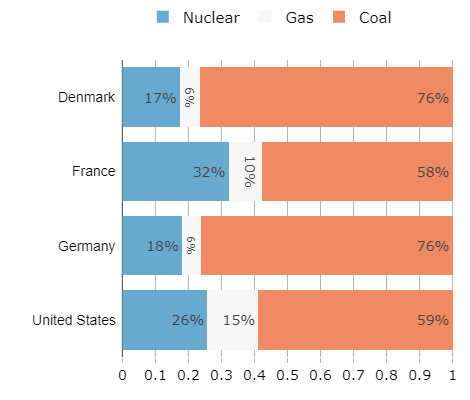 Nuclear Gas Coal
Denmark 17% 6% 76%
France 32% 10% 58%
Germany 18% 6% 76%
United States 26% 15% 59%
0 0.1 0.2 0.3 0.4 0.5 0.6 0.7 0.8 0.9 1